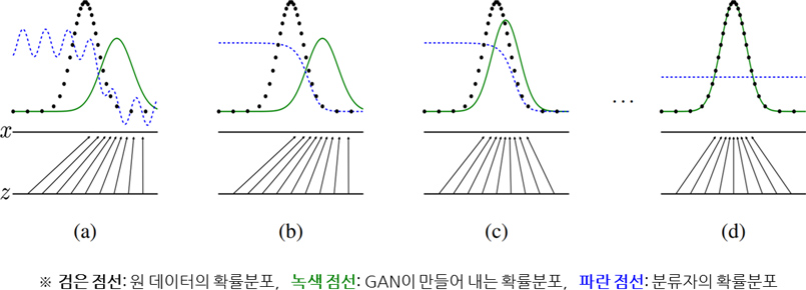 x
z
...
(a) (b) (c) (d)
※ 검은 점선: 원 데이터의 확률분포, 녹색 점선: GAN이 만들어 내는 확률분포, 파란 점선: 분류자의 확률분포